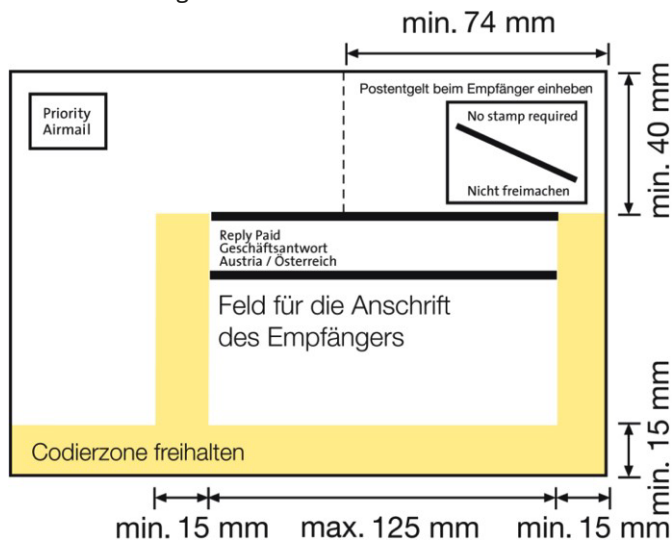 min. 74 mm
Postentgelt beim Empfänger einheben
Priority
Airmail
No stamp required
Nicht freimachen
min. 40 mm
Reply Paid
Geschäftsantwort
Austria / Österreich
Feld für die Anschrift
des Empfängers
Codierzone freihalten
min. 15 mm
min. 15 mm
max. 125 mm
min. 15 mm